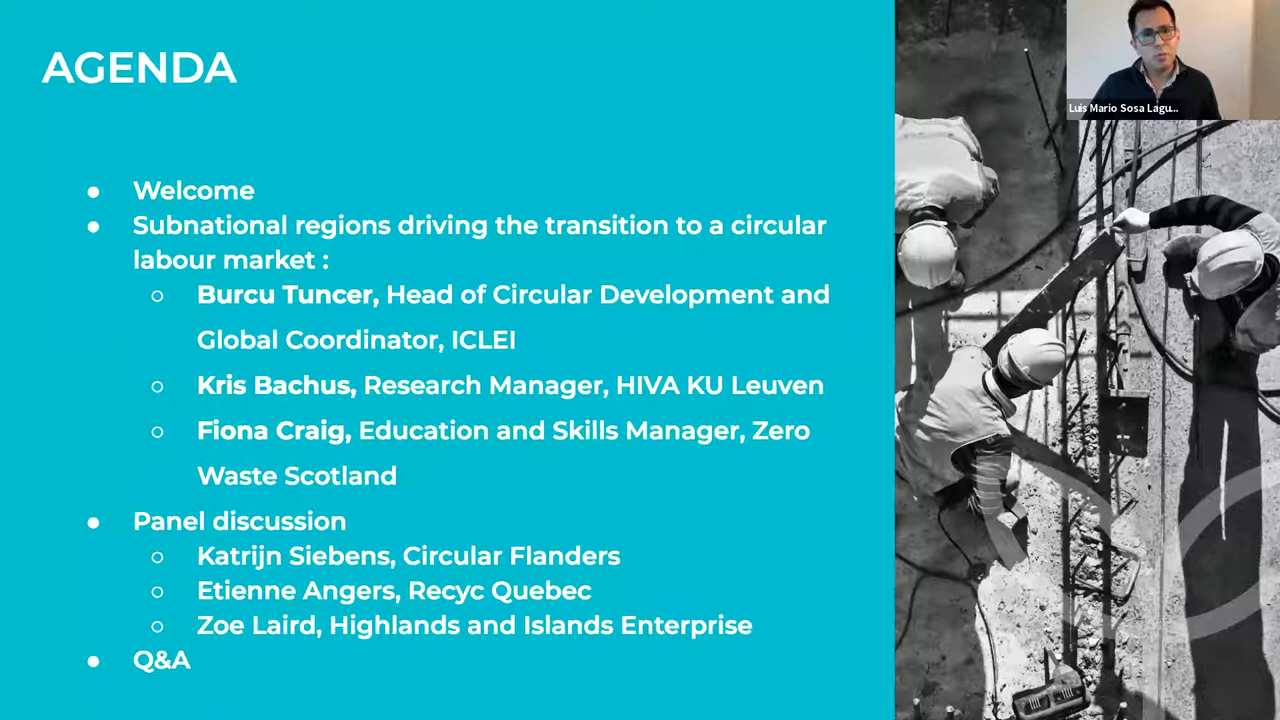 AGENDA
Luis Mario Sosa Lagu...
● Welcome
● Subnational regions driving the transition to a circular
labour market :
○ Burcu Tuncer, Head of Circular Development and
Global Coordinator, ICLEI
○ Kris Bachus, Research Manager, HIVA KU Leuven
○ Fiona Craig, Education and Skills Manager, Zero
Waste Scotland
● Panel discussion
○ Katrijn Siebens, Circular Flanders
○ Etienne Angers, Recyc Quebec
○ Zoe Laird, Highlands and Islands Enterprise
● Q&A